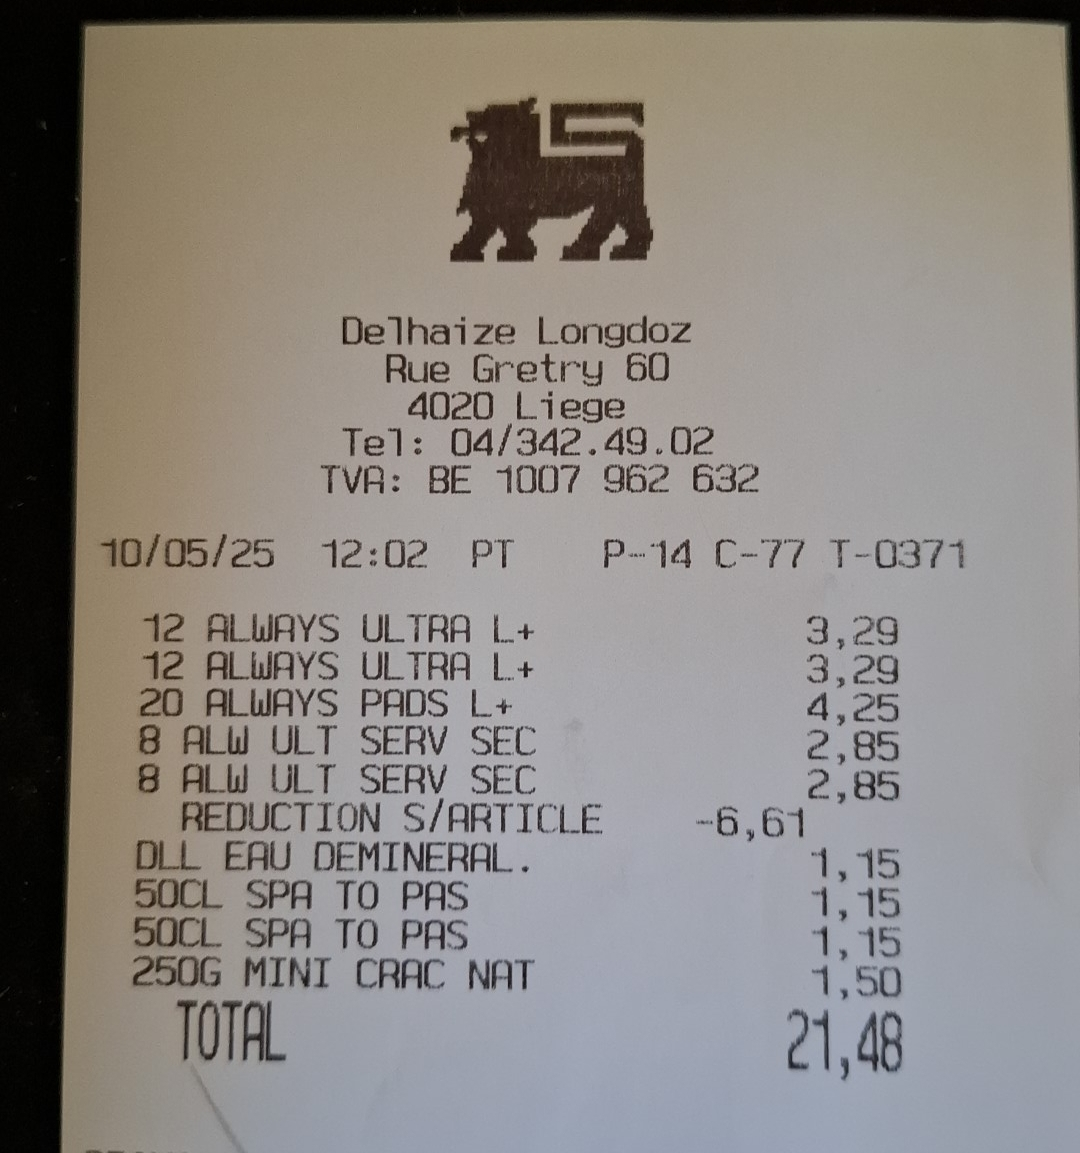 Delhaize Longdoz
Rue Gretry 60
4020 Liege
Tel: 04/342.49.02
TVA: BE 1007 962 632
10/05/25 12:02 PT P-14 C-77 T-0371
12 ALWAYS ULTRA L+ 3,29
12 ALWAYS ULTRA L+ 3,29
20 ALWAYS PADS L+ 4,25
8 ALW ULT SERV SEC 2,85
8 ALW ULT SERV SEC 2,85
REDUCTION S/ARTICLE -6,61
DLL EAU DEMINERAL. 1,15
50CL SPA TO PAS 1,15
50CL SPA TO PAS 1,15
250G MINI CRAC NAT 1,50
TOTAL 21,48